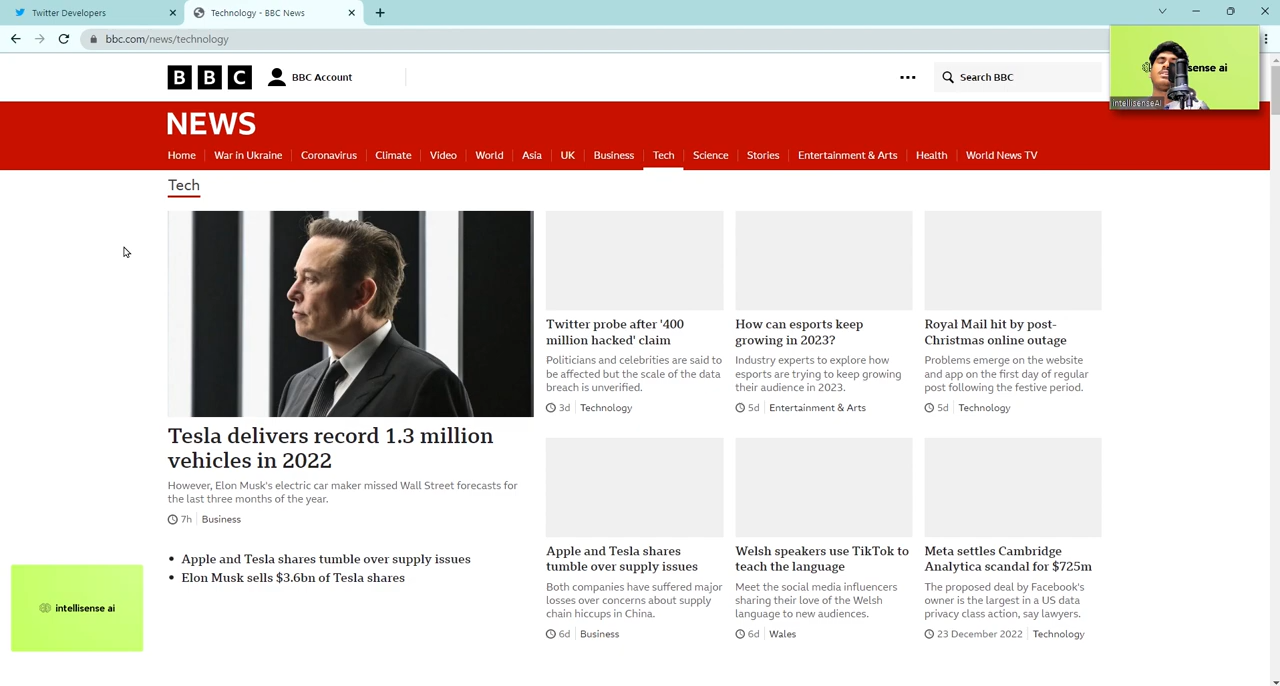 Twitter Developers
Technology - BBC News
bbc.com/news/technology
BBC
BBC Account
Search BBC
sense ai
intellisenseAI
NEWS
Home
War in Ukraine
Coronavirus
Climate
Video
World
Asia
UK
Business
Tech
Science
Stories
Entertainment & Arts
Health
World News TV
Tech
Tesla delivers record 1.3 million
vehicles in 2022
However, Elon Musk's electric car maker missed Wall Street forecasts for
the last three months of the year.
7h Business
• Apple and Tesla shares tumble over supply issues
• Elon Musk sells $3.6bn of Tesla shares
Twitter probe after '400
million hacked' claim
Politicians and celebrities are said to
be affected but the scale of the data
breach is unverified.
3d Technology
How can esports keep
growing in 2023?
Industry experts to explore how
esports are trying to keep growing
their audience in 2023.
5d Entertainment & Arts
Royal Mail hit by post-
Christmas online outage
Problems emerge on the website
and app on the first day of regular
post following the festive period.
5d Technology
Apple and Tesla shares
tumble over supply issues
Both companies have suffered major
losses over concerns about supply
chain hiccups in China.
6d Business
Welsh speakers use TikTok to
teach the language
Meet the social media influencers
sharing their love of the Welsh
language to new audiences.
6d Wales
Meta settles Cambridge
Analytica scandal for $725m
The proposed deal by Facebook's
owner is the largest in a US data
privacy class action, say lawyers.
23 December 2022 Technology
intellisense ai